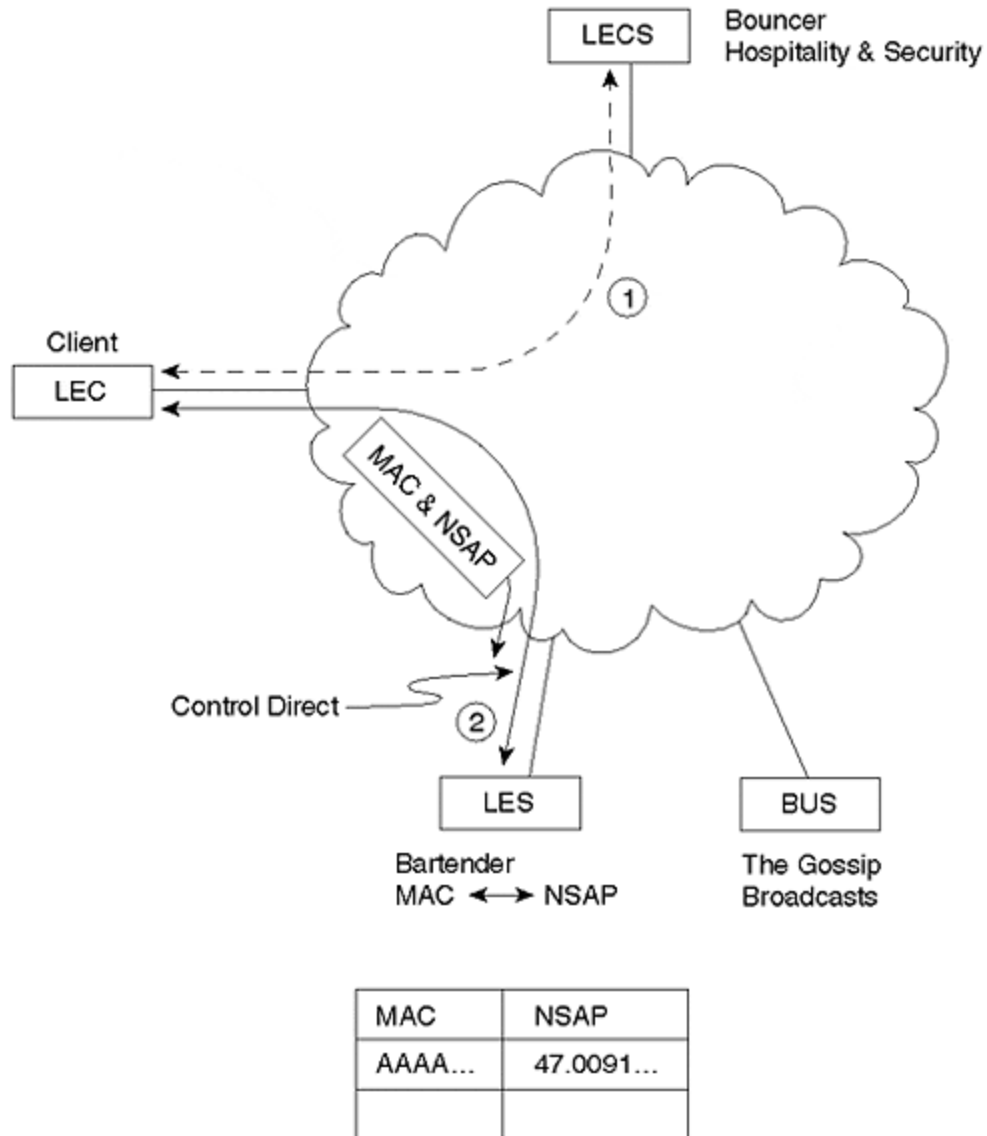 LECS
Bouncer
Hospitality & Security
1
Client
LEC
MAC & NSAP
Control Direct
2
LES
BUS
Bartender
MAC NSAP
The Gossip
Broadcasts
MAC NSAP
AAAA... 47.0091...